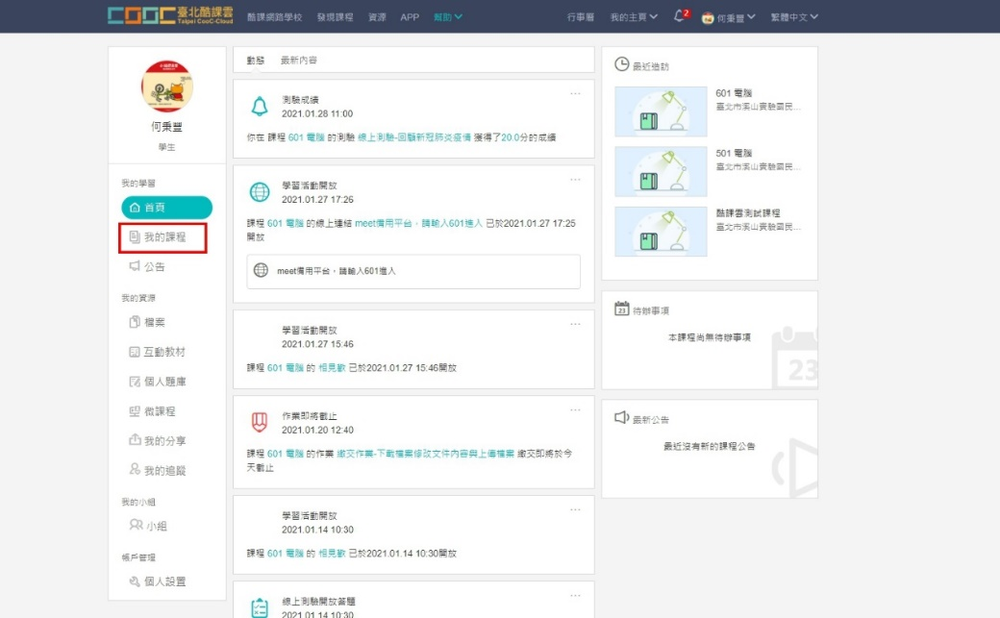 COOC 臺北酷課雲
Taipei CooC-Cloud
酷課網路學校 發現課程 資源 APP 幫助
行事曆 我的主頁 2 何秉豐 繁體中文
何秉豐
學生
我的學習
首頁
我的課程
公告
我的資源
檔案
互動教材
個人題庫
微課程
我的分享
我的追蹤
我的小組
小組
帳戶管理
個人設置
動態 最新內容
測驗成績
2021.01.28 11:00
你在 課程 601 電腦 的測驗 線上測驗-回顧新冠肺炎疫情 獲得了20.0分的成績
學習活動開放
2021.01.27 17:26
課程 601 電腦 的線上連結 meet備用平台，請輸入601進入 已於2021.01.27 17:25
開放
meet備用平台，請輸入601進入
學習活動開放
2021.01.27 15:46
課程 601 電腦 的 相見歡 已於2021.01.27 15:46開放
作業即將截止
2021.01.20 12:40
課程 601 電腦 的作業 繳交作業-下載檔案修改文件內容與上傳檔案 繳交即將於今
天截止
學習活動開放
2021.01.14 10:30
課程 601 電腦 的 相見歡 已於2021.01.14 10:30開放
線上測驗開放答題
2021.01.14 10:30
最近造訪
601 電腦
臺北市溪山實驗國民...
501 電腦
臺北市溪山實驗國民...
酷課雲測試課程
臺北市溪山實驗國民...
23 待辦事項
本課程尚無待辦事項
23
最新公告
最近沒有新的課程公告